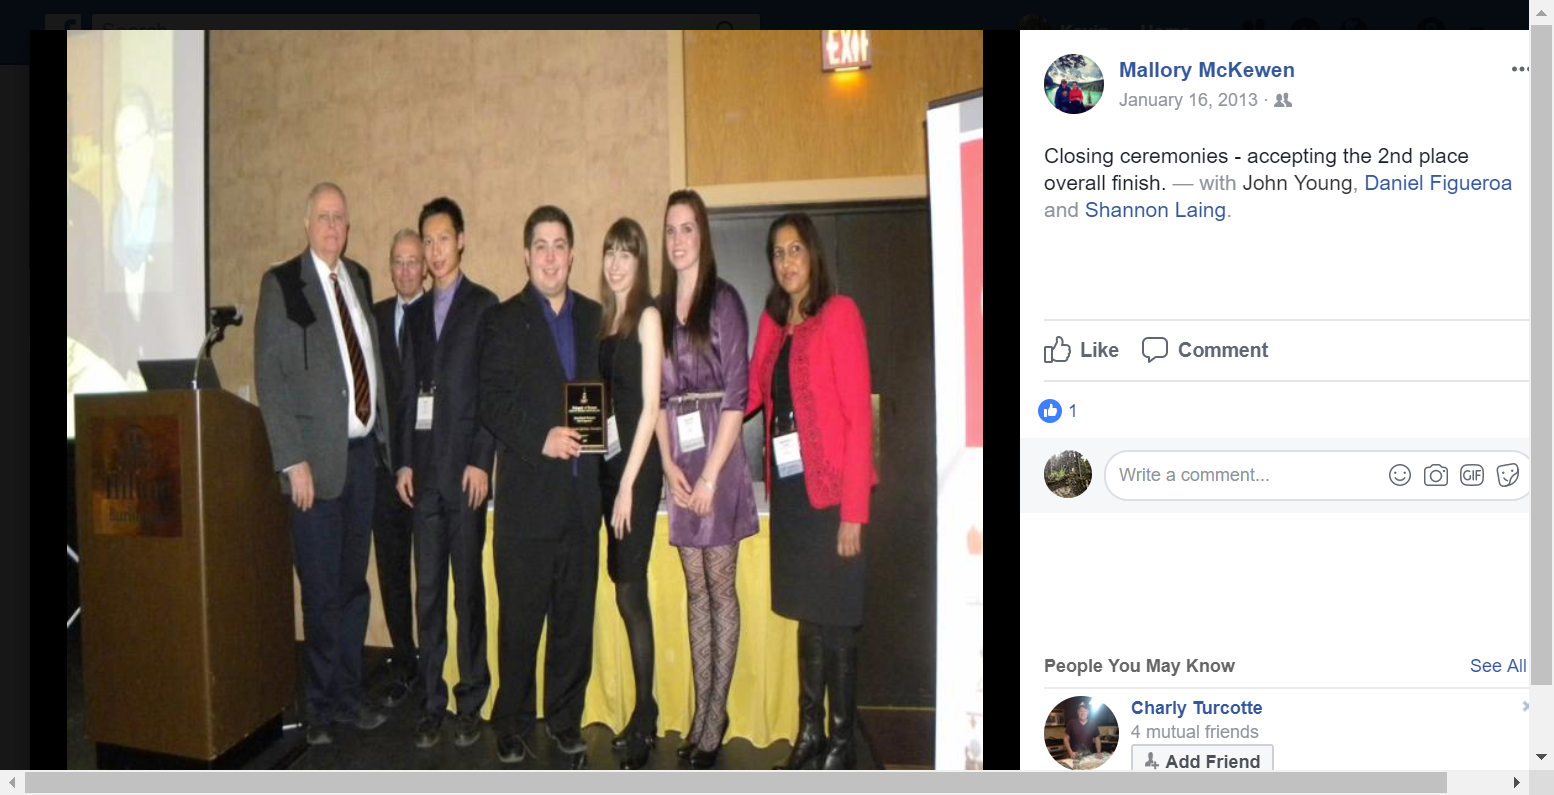 Search
EXIT
Hilton
Mallory McKewen
January 16, 2013 ·
Closing ceremonies - accepting the 2nd place
overall finish. — with John Young, Daniel Figueroa
and Shannon Laing.
Like Comment
1
Write a comment...
GIF
People You May Know
See All
Charly Turcotte
4 mutual friends
Add Friend